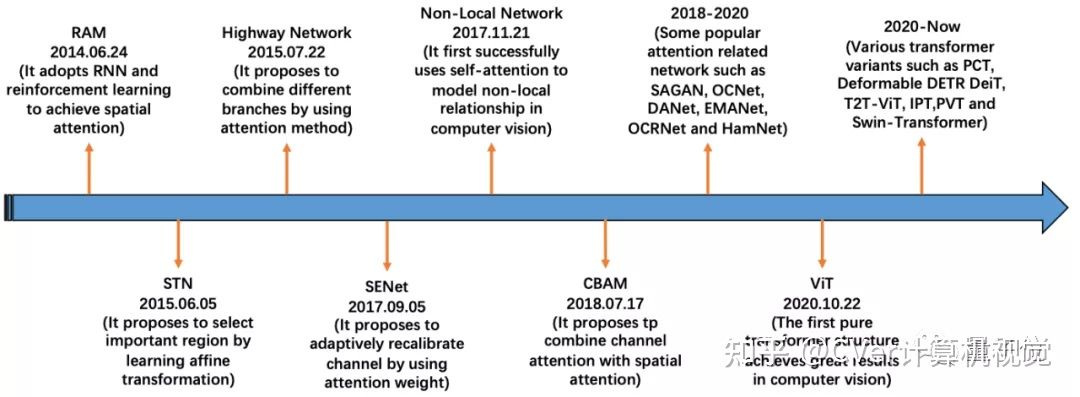 RAM
2014.06.24
(It adopts RNN and
reinforcement learning
to achieve spatial
attention)
Highway Network
2015.07.22
(It proposes to
combine different
branches by using
attention method)
Non-Local Network
2017.11.21
(It first successfully
uses self-attention to
model non-local
relationship in
computer vision)
2018-2020
(Some popular
attention related
network such as
SAGAN, OCNet,
DANet, EMANet,
OCRNet and HamNet)
2020-Now
(Various transformer
variants such as PCT,
Deformable DETR DeiT,
T2T-ViT, IPT,PVT and
Swin-Transformer)
STN
2015.06.05
(It proposes to select
important region by
learning affine
transformation)
SENet
2017.09.05
(It proposes to
adaptively recalibrate
channel by using
attention weight)
CBAM
2018.07.17
(It proposes tp
combine channel
attention with spatial
attention)
ViT
2020.10.22
(The first pure
transformer structure
achieves great results
in computer vision)
知乎 @CVer计算机视觉